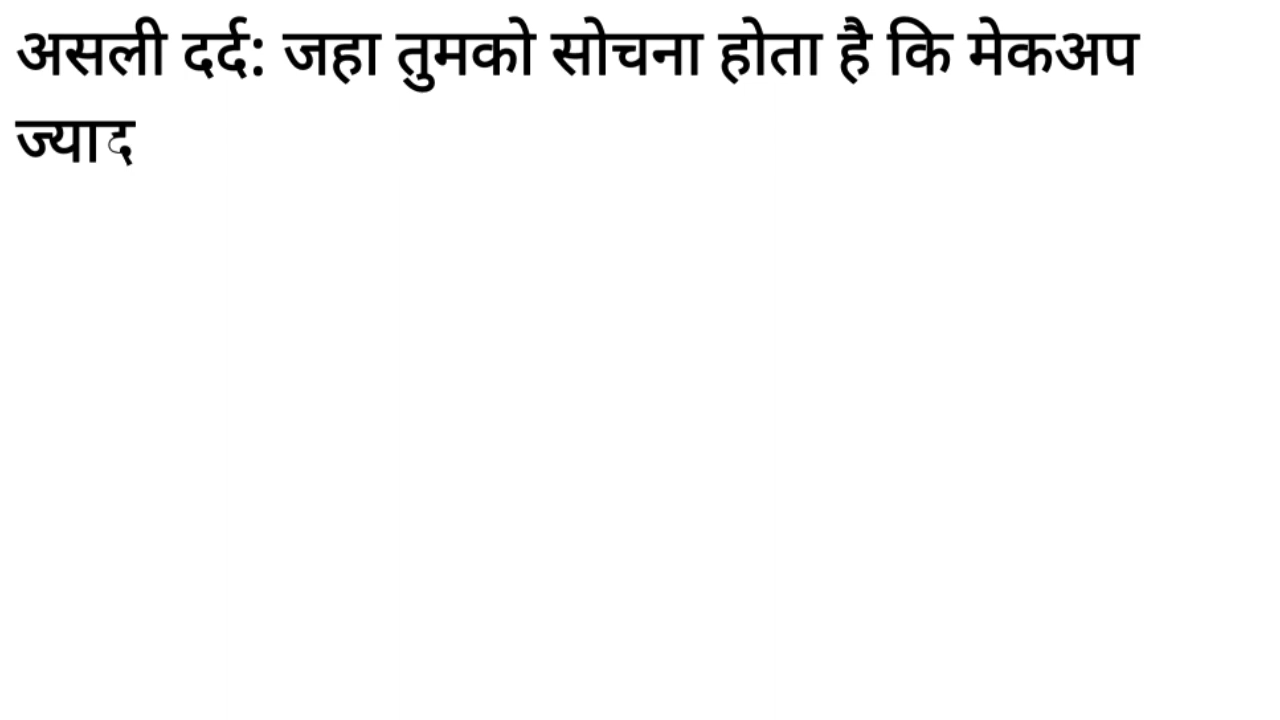 असली दर्द: जहा तुमको सोचना होता है कि मेकअप
ज्याद